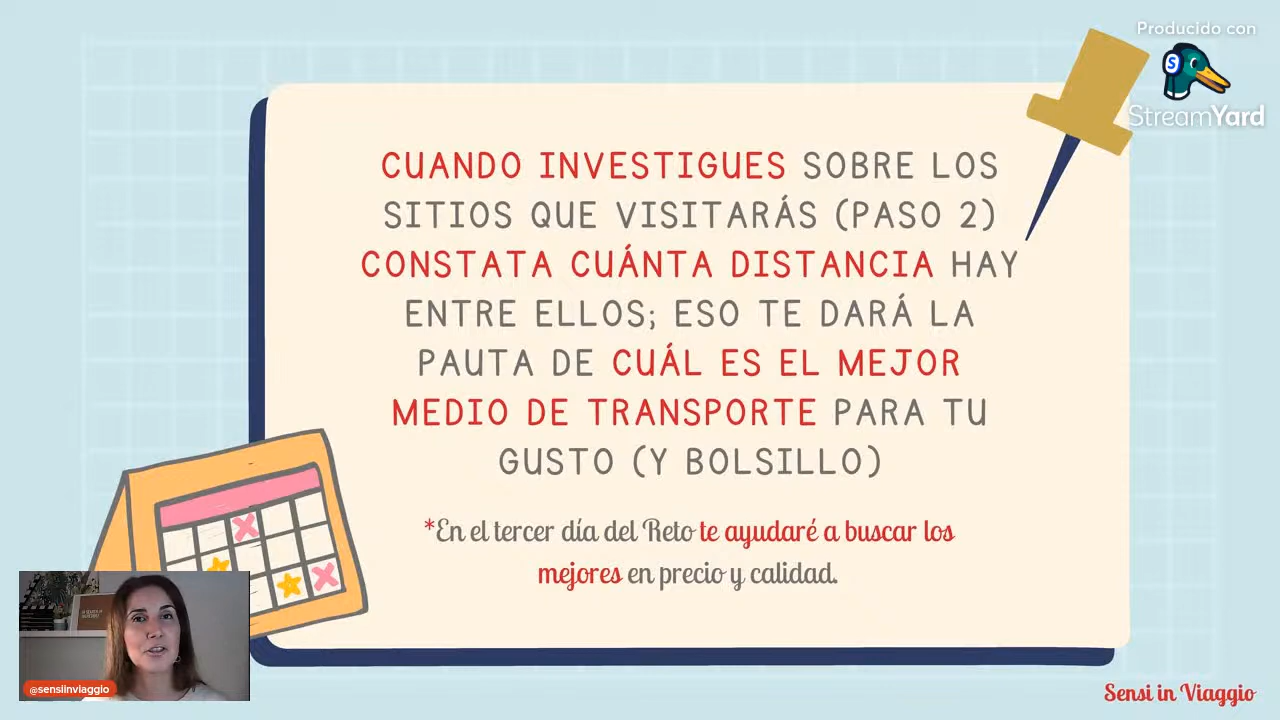 Producido con
StreamYard
CUANDO INVESTIGUES SOBRE LOS
SITIOS QUE VISITARÁS (PASO 2)
CONSTATA CUÁNTA DISTANCIA HAY
ENTRE ELLOS; ESO TE DARÁ LA
PAUTA DE CUÁL ES EL MEJOR
MEDIO DE TRANSPORTE PARA TU
GUSTO (Y BOLSILLO)
*En el tercer día del Reto te ayudaré a buscar los
mejores en precio y calidad.
@sensiinviaggio
Sensi in Viaggio